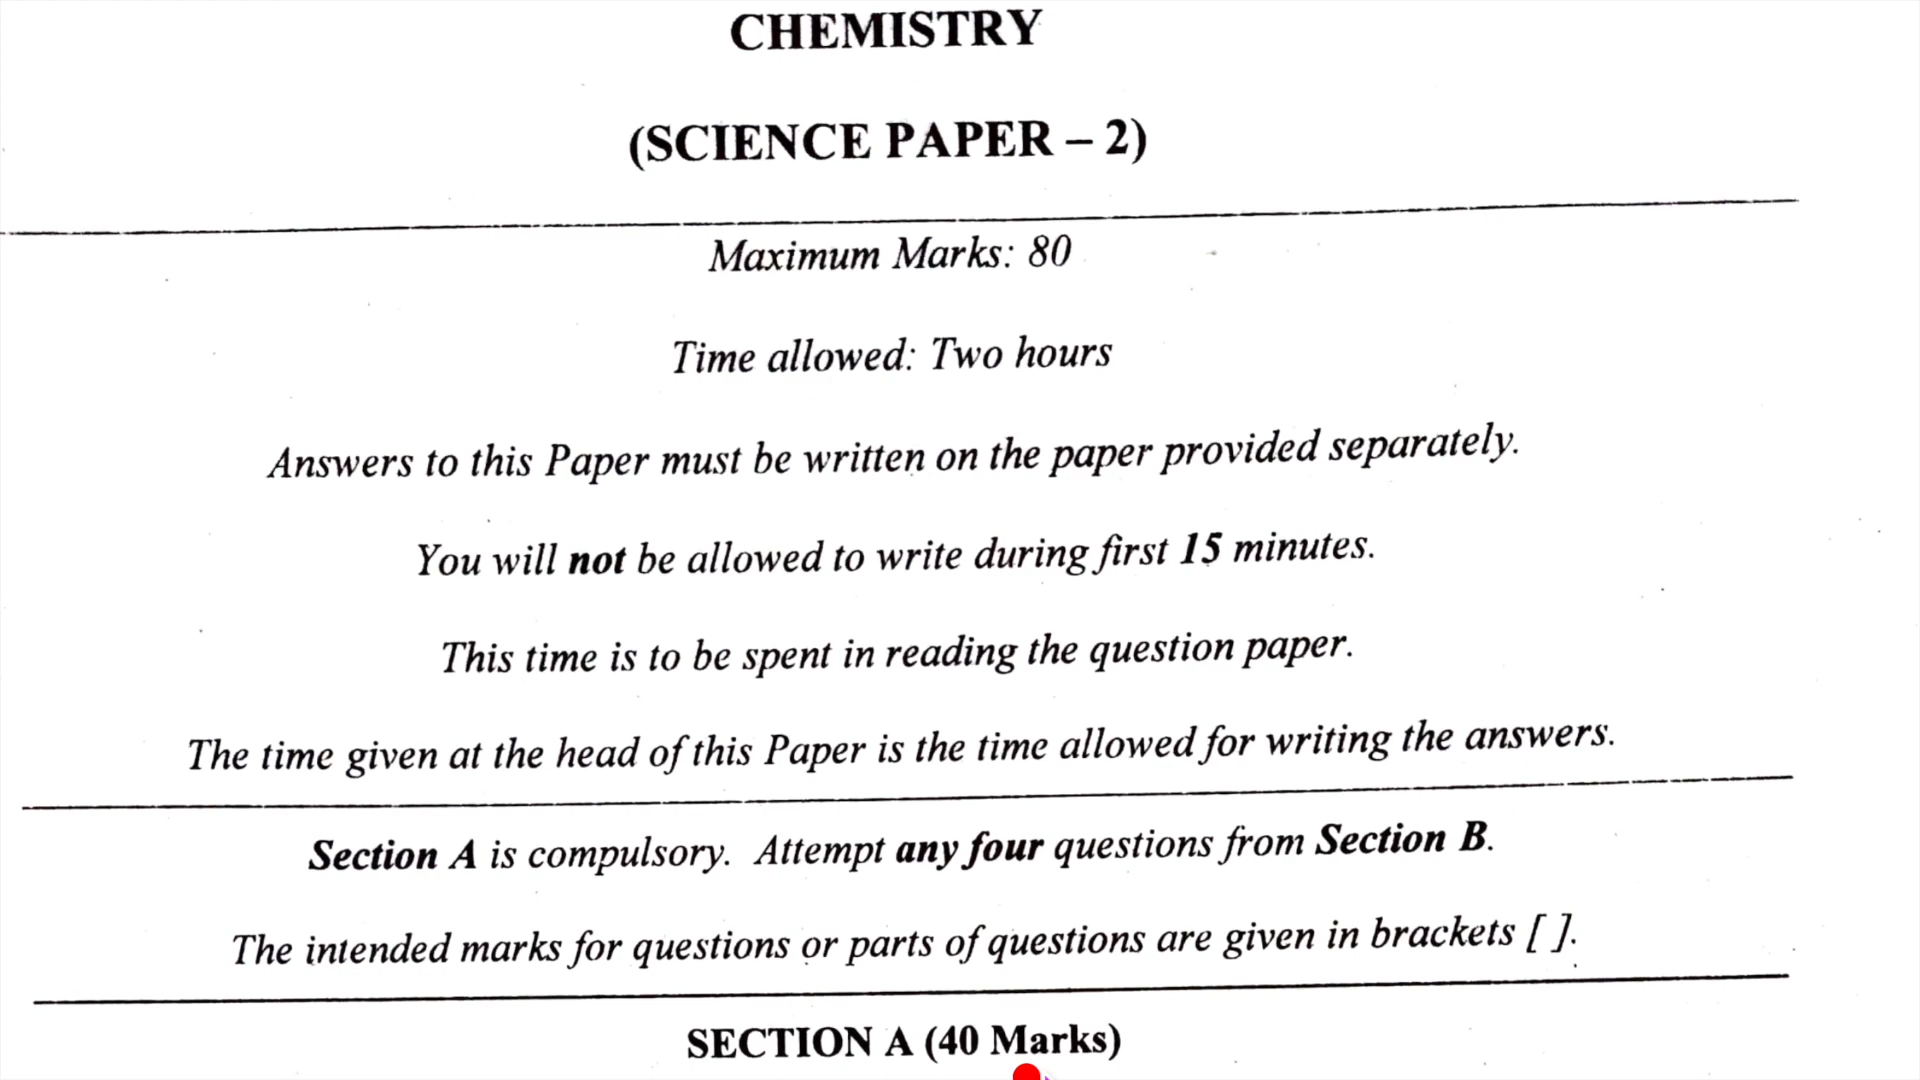 CHEMISTRY
(SCIENCE PAPER – 2)
Maximum Marks: 80
Time allowed: Two hours
Answers to this Paper must be written on the paper provided separately.
You will not be allowed to write during first 15 minutes.
This time is to be spent in reading the question paper.
The time given at the head of this Paper is the time allowed for writing the answers.
Section A is compulsory. Attempt any four questions from Section B.
The intended marks for questions or parts of questions are given in brackets [ ].
SECTION A (40 Marks)